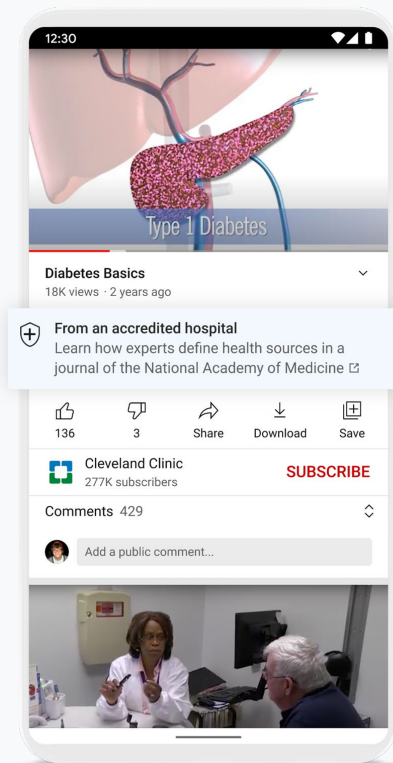 12:30
Type 1 Diabetes
Diabetes Basics
18K views · 2 years ago
From an accredited hospital
Learn how experts define health sources in a
journal of the National Academy of Medicine
136
3
Share
Download
Save
Cleveland Clinic
277K subscribers
SUBSCRIBE
Comments 429
Add a public comment...